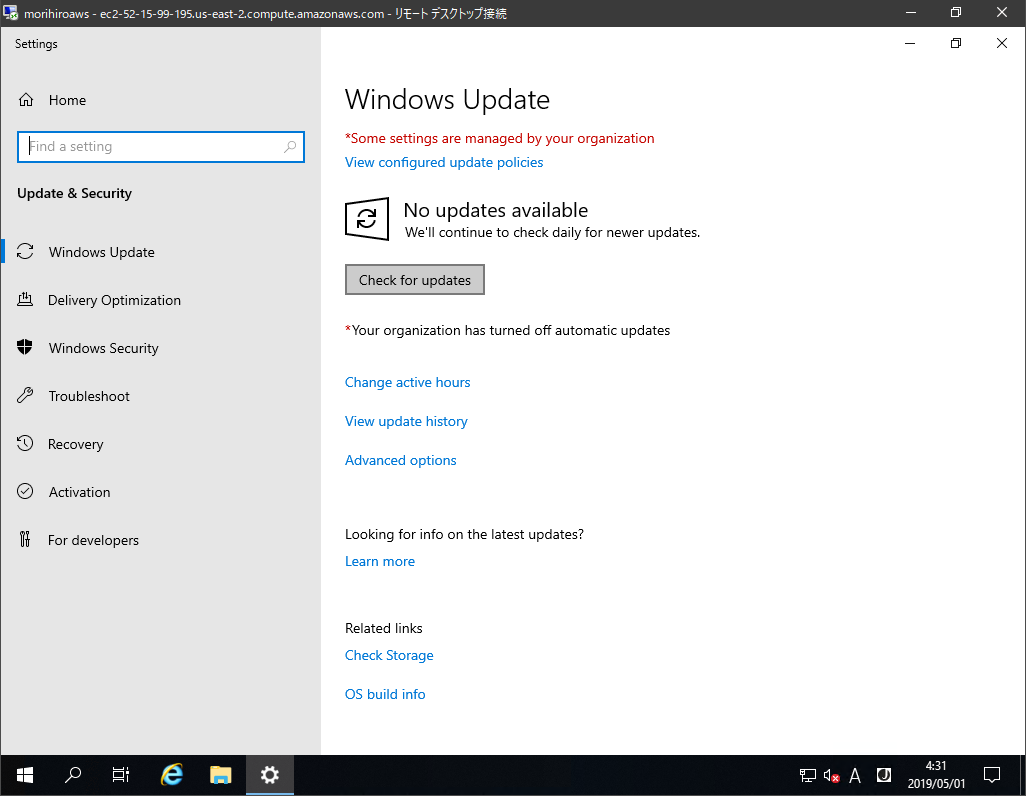 morihiroaws - ec2-52-15-99-195.us-east-2.compute.amazonaws.com - リモート デスクトップ接続
Settings
Home
Find a setting
Update & Security
Windows Update
Delivery Optimization
Windows Security
Troubleshoot
Recovery
Activation
For developers
Windows Update
*Some settings are managed by your organization
View configured update policies
No updates available
We'll continue to check daily for newer updates.
Check for updates
*Your organization has turned off automatic updates
Change active hours
View update history
Advanced options
Looking for info on the latest updates?
Learn more
Related links
Check Storage
OS build info
A
J
4:31
2019/05/01